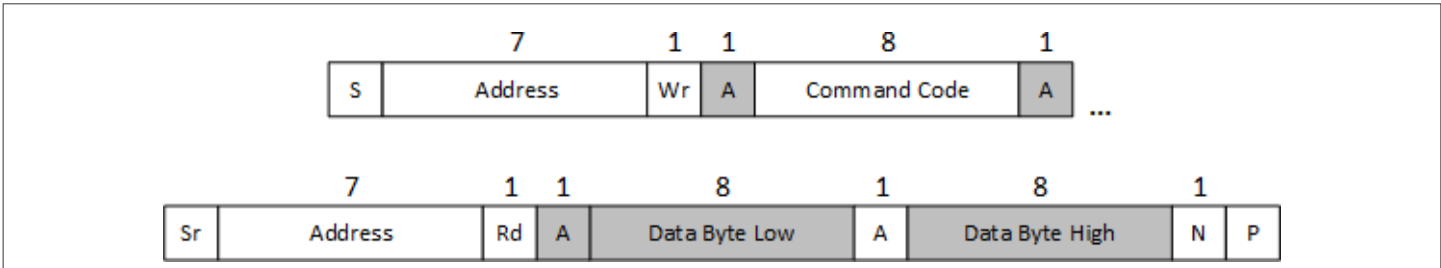 7 1 1 8 1
S Address Wr A Command Code A ...
7 1 1 8 1 8 1
Sr Address Rd A Data Byte Low A Data Byte High N P